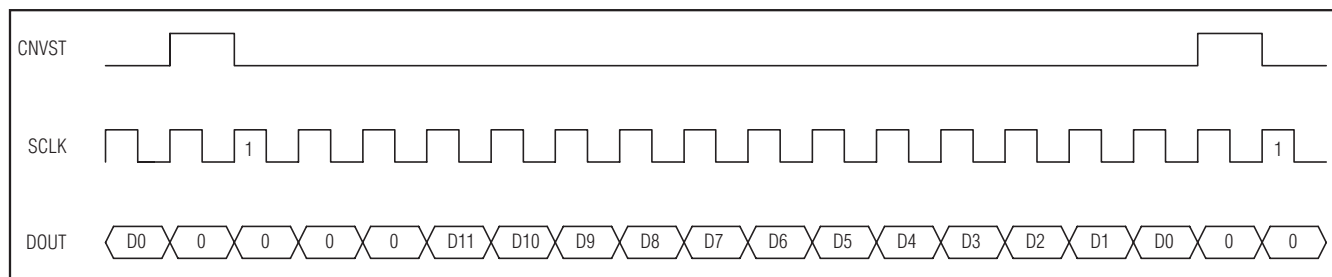 CNVST
SCLK 1 1
DOUT D0 0 0 0 0 D11 D10 D9 D8 D7 D6 D5 D4 D3 D2 D1 D0 0 0